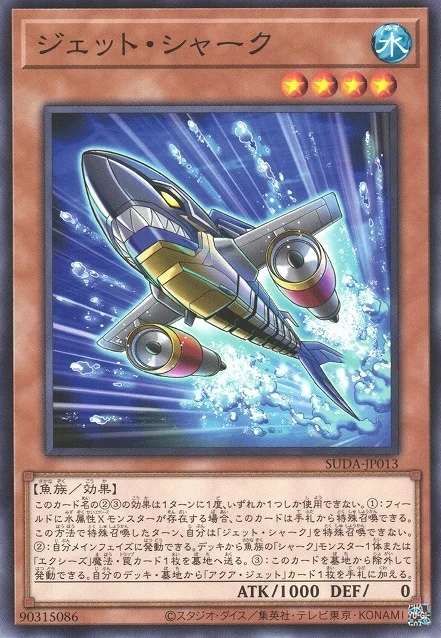 ジェット・シャーク
水
SUDA-JP013
【魚族/効果】
このカード名の②③の効果は1ターンに1度、いずれか1つしか使用できない。①:フィー
ルドに水属性Xモンスターが存在する場合、このカードは手札から特殊召喚できる。
この方法で特殊召喚したターン、自分は「ジェット・シャーク」を特殊召喚できない。
②:自分メインフェイズに発動できる。デッキから魚族の「シャーク」モンスター1体または
「エクシーズ」魔法・罠カード1枚を墓地へ送る。③:このカードを墓地から除外して
発動できる。自分のデッキ・墓地から「アクア・ジェット」カード1枚を手札に加える。
ATK/1000 DEF/ 0
90315086
©スタジオ・ダイス/集英社・テレビ東京・KONAMI